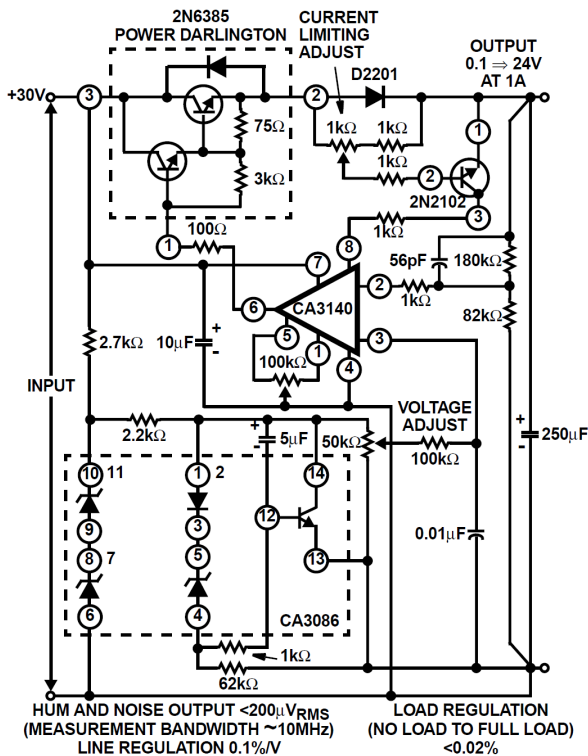 2N6385
POWER DARLINGTON
CURRENT
LIMITING
ADJUST
OUTPUT
0.1 ⇒ 24V
AT 1A
D2201
+30V
3
2
1
75Ω
3kΩ
1kΩ
1kΩ
1kΩ
2
2N2102
3
1
100Ω
8
1kΩ
7
6
CA3140
2
1kΩ
56pF
180kΩ
82kΩ
5
1
4
3
100kΩ
2.7kΩ
10μF
+
-
INPUT
2.2kΩ
+
5μF
50kΩ
VOLTAGE
ADJUST
100kΩ
+
-
250μF
10
11
9
8
7
6
1
2
3
5
4
12
14
13
CA3086
0.01μF
1kΩ
62kΩ
HUM AND NOISE OUTPUT <200μVRMS
(MEASUREMENT BANDWIDTH ~10MHz)
LINE REGULATION 0.1%/V
LOAD REGULATION
(NO LOAD TO FULL LOAD)
<0.02%